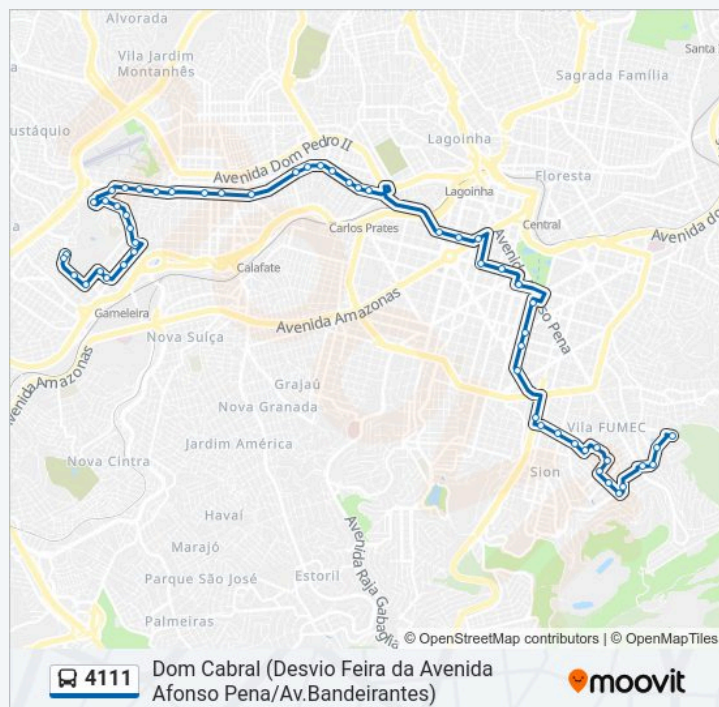 Alvorada
Vila Jardim
Montanhês
Santa
Sagrada Família
ustáquio
Avenida Dom Pedro II
Lagoinha
Floresta
Lagoinha
Carlos Prates
Central
Avenida do
Calafate
Avenida
so Pena
Gameleira
Avenida Amazonas
Nova Suíça
Avenida Amazonas
Grajaú
Nova Granada
Vila FUMEC
Jardim América
Nova Cintra
Sion
Havaí
Avenida Raja Gabaglia
Marajó
Parque São José
Estoril
Palmeiras
© OpenStreetMap contributors | © OpenMapTiles
4111
Dom Cabral (Desvio Feira da Avenida
Afonso Pena/Av.Bandeirantes)
moovit